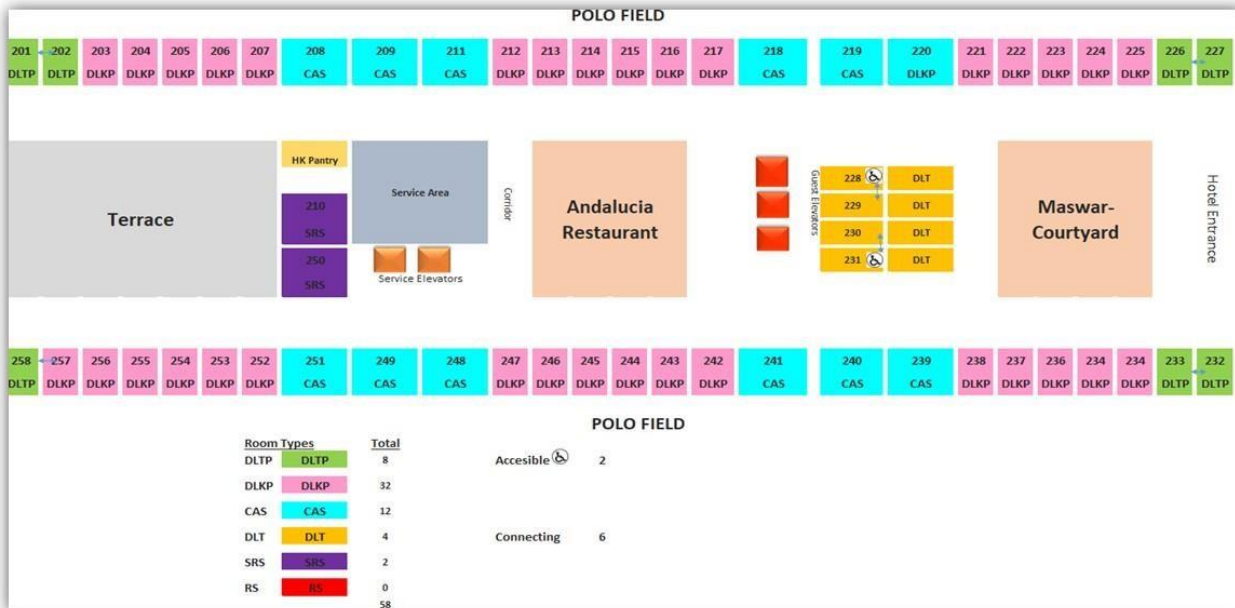 POLO FIELD
201 202 203 204 205 206 207 208 209 211 212 213 214 215 216 217 218 219 220 221 222 223 224 225 226 227
DLTP DLTP DLKP DLKP DLKP DLKP DLKP CAS CAS CAS DLKP DLKP DLKP DLKP DLKP DLKP CAS CAS DLKP DLKP DLKP DLKP DLKP DLKP DLTP DLTP
Terrace
HK Pantry
210
SRS
250
SRS
Service Area
Service Elevators
Corridor
Andalucia
Restaurant
Guest Elevators
228 DLT
229 DLT
230 DLT
231 DLT
Maswar-
Courtyard
Hotel Entrance
258 257 256 255 254 253 252 251 249 248 247 246 245 244 243 242 241 240 239 238 237 236 234 234 233 232
DLTP DLKP DLKP DLKP DLKP DLKP DLKP CAS CAS CAS DLKP DLKP DLKP DLKP DLKP DLKP CAS CAS CAS DLKP DLKP DLKP DLKP DLKP DLTP DLTP
POLO FIELD
Room Types Total
DLTP DLTP 8 Accesible 2
DLKP DLKP 32
CAS CAS 12
DLT DLT 4 Connecting 6
SRS SRS 2
RS RS 0
58